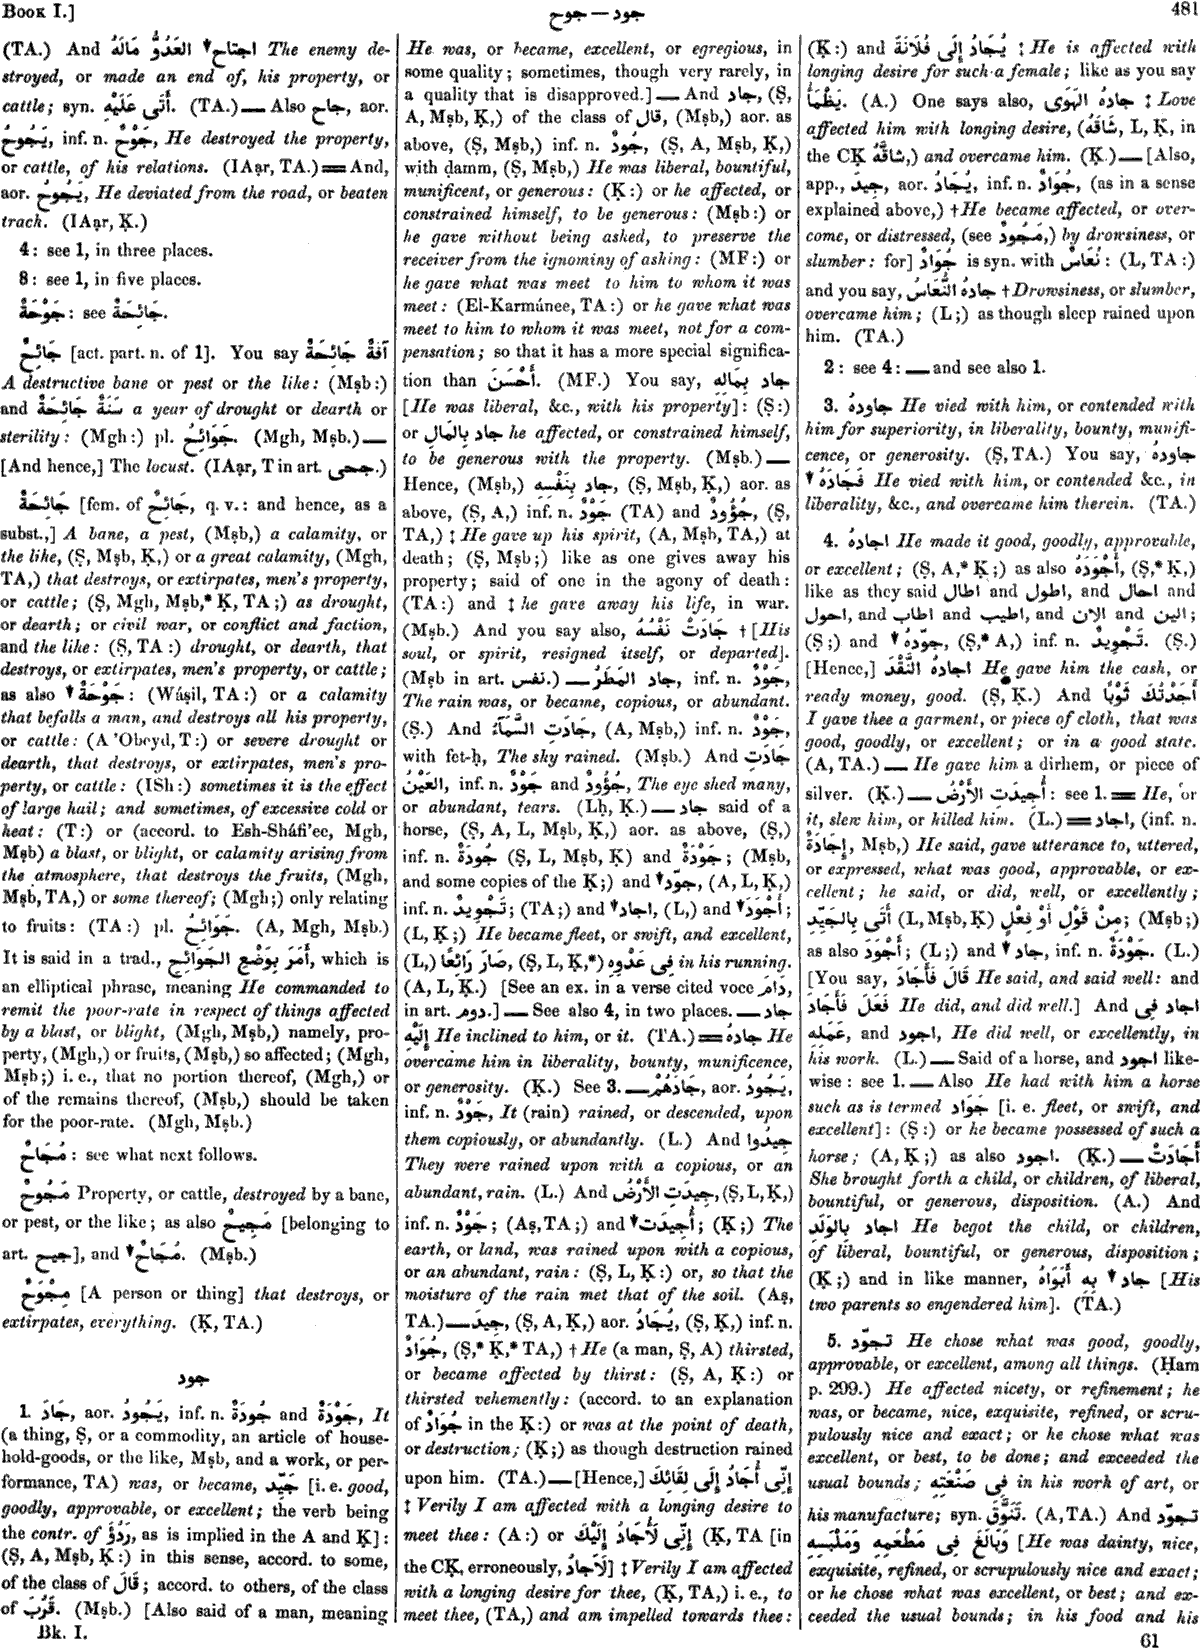 BOOK I.]
جود — جوح
481
(TA.) And اجتاح ↓ العَدُوُّ مَالَهُ The enemy de-
stroyed, or made an end of, his property, or
cattle; syn. أَتَى عَلَيْهِ. (TA.) — Also جاح, aor.
يَجُوحُ, inf. n. جَوْحٌ, He destroyed the property,
or cattle, of his relations. (IAạr, TA.) = And,
aor. يَجُوحُ, He deviated from the road, or beaten
track. (IAạr, Ḳ.)
4: see 1, in three places.
8: see 1, in five places.
جَوْحَةٌ: see جَائِحَةٌ.
جَائِحٌ [act. part. n. of 1]. You say آفَةٌ جَائِحَةٌ
A destructive bane or pest or the like: (Mṣb:)
and سَنَةٌ جَائِحَةٌ a year of drought or dearth or
sterility: (Mgh:) pl. جَوَائِحُ. (Mgh, Mṣb.) —
[And hence,] The locust. (IAạr, T in art. جحى.)
جَائِحَةٌ [fem. of جَائِحٌ, q. v.: and hence, as a
subst.,] A bane, a pest, (Mṣb,) a calamity, or
the like, (Ṣ, Mṣb, Ḳ,) or a great calamity, (Mgh,
TA,) that destroys, or extirpates, men's property,
or cattle; (Ṣ, Mgh, Mṣb,* Ḳ, TA;) as drought,
or dearth; or civil war, or conflict and faction,
and the like: (Ṣ, TA:) drought, or dearth, that
destroys, or extirpates, men's property, or cattle;
as also ↓ جَوْحَةٌ: (Wáṣil, TA:) or a calamity
that befalls a man, and destroys all his property,
or cattle: (A 'Obeyd, T:) or severe drought or
dearth, that destroys, or extirpates, men's pro-
perty, or cattle: (ISh:) sometimes it is the effect
of large hail; and sometimes, of excessive cold or
heat: (T:) or (accord. to Esh-Sháfi'ee, Mgh,
Mṣb) a blast, or blight, or calamity arising from
the atmosphere, that destroys the fruits, (Mgh,
Mṣb, TA,) or some thereof; (Mgh;) only relating
to fruits: (TA:) pl. جَوَائِحُ. (A, Mgh, Mṣb.)
It is said in a trad., أَمَرَ بِوَضْعِ الجَوَائِحِ, which is
an elliptical phrase, meaning He commanded to
remit the poor-rate in respect of things affected
by a blast, or blight, (Mgh, Mṣb,) namely, pro-
perty, (Mgh,) or fruits, (Mṣb,) so affected; (Mgh,
Mṣb;) i. e., that no portion thereof, (Mgh,) or
of the remains thereof, (Mṣb,) should be taken
for the poor-rate. (Mgh, Mṣb.)
مُجَاحٌ: see what next follows.
مَجُوحٌ Property, or cattle, destroyed by a bane,
or pest, or the like; as also مَجِيحٌ [belonging to
art. جيح], and ↓ مُجَاحٌ. (Mṣb.)
مِجْوَحٌ [A person or thing] that destroys, or
extirpates, everything. (Ḳ, TA.)
جود
1. جَادَ, aor. يَجُودُ, inf. n. جُودَةٌ and جَوْدَةٌ, It
(a thing, Ṣ, or a commodity, an article of house-
hold-goods, or the like, Mṣb, and a work, or per-
formance, TA) was, or became, جَيِّد [i. e. good,
goodly, approvable, or excellent; the verb being
the contr. of رَدُؤَ, as is implied in the A and Ḳ]:
(Ṣ, A, Mṣb, Ḳ:) in this sense, accord. to some,
of the class of قَالَ; accord. to others, of the class
of قَرُبَ. (Mṣb.) [Also said of a man, meaning
Bk. I.
He was, or became, excellent, or egregious, in
some quality; sometimes, though very rarely, in
a quality that is disapproved.] — And جاد, (Ṣ,
A, Mṣb, Ḳ,) of the class of قال, (Mṣb,) aor. as
above, (Ṣ, Mṣb,) inf. n. جُودٌ, (Ṣ, A, Mṣb, Ḳ,)
with ḍamm, (Ṣ, Mṣb,) He was liberal, bountiful,
munificent, or generous: (Ḳ:) or he affected, or
constrained himself, to be generous: (Mṣb:) or
he gave without being asked, to preserve the
receiver from the ignominy of asking: (MF:) or
he gave what was meet to him to whom it was
meet: (El-Karmánee, TA:) or he gave what was
meet to him to whom it was meet, not for a com-
pensation; so that it has a more special significa-
tion than أَحْسَنَ. (MF.) You say, جاد بِمَالِهِ
[He was liberal, &c., with his property]: (Ṣ:)
or جاد بِالمَالِ he affected, or constrained himself,
to be generous with the property. (Mṣb.) —
Hence, (Mṣb,) جاد بِنَفْسِهِ, (Ṣ, Mṣb, Ḳ,) aor. as
above, (Ṣ, A,) inf. n. جَوْدٌ (TA) and جُؤُودٌ, (Ṣ,
TA,) ‡ He gave up his spirit, (A, Mṣb, TA,) at
death; (Ṣ, Mṣb;) like as one gives away his
property; said of one in the agony of death:
(TA:) and ‡ he gave away his life, in war.
(Mṣb.) And you say also, جَادَتْ نَفْسُهُ † [His
soul, or spirit, resigned itself, or departed].
(Mṣb in art. نفس.) — جاد المَطَرُ, inf. n. جَوْدٌ,
The rain was, or became, copious, or abundant.
(Ṣ.) And جَادَتِ السَّمَآءُ, (A, Mṣb,) inf. n. جَوْدٌ,
with fet-ḥ, The sky rained. (Mṣb.) And جَادَتِ
العَيْنُ, inf. n. جَوْدٌ and جُؤُودٌ, The eye shed many,
or abundant, tears. (Lḥ, Ḳ.) — جاد said of a
horse, (Ṣ, A, L, Mṣb, Ḳ,) aor. as above, (Ṣ,)
inf. n. جُودَةٌ (Ṣ, L, Mṣb, Ḳ) and جَوْدَةٌ; (Mṣb,
and some copies of the Ḳ;) and ↓ جوّد, (A, L, Ḳ,)
inf. n. تَجْوِيدٌ; (TA;) and ↓ اجاد, (L,) and ↓ أَجْوَدَ;
(L, Ḳ;) He became fleet, or swift, and excellent,
(L,) صَارَ رَائِعًا, (Ṣ, L, Ḳ,*) فِى عَدْوِهِ in his running.
(A, L, Ḳ.) [See an ex. in a verse cited voce دَامَ,
in art. دوم.] — See also 4, in two places. — جاد
إِلَيْهِ He inclined to him, or it. (TA.) = جادهُ He
overcame him in liberality, bounty, munificence,
or generosity. (Ḳ.) See 3. — جَادَهُمْ, aor. يَجُودُ,
inf. n. جَوْدٌ, It (rain) rained, or descended, upon
them copiously, or abundantly. (L.) And جِيدُوا
They were rained upon with a copious, or an
abundant, rain. (L.) And جِيدَتِ الأَرْضُ, (Ṣ, L, Ḳ,)
inf. n. جَوْدٌ; (Aṣ, TA;) and ↓ أُجِيدَت; (Ḳ;) The
earth, or land, was rained upon with a copious,
or an abundant, rain: (Ṣ, L, Ḳ:) or, so that the
moisture of the rain met that of the soil. (Aṣ,
TA.) — جِيدَ, (Ṣ, A, Ḳ,) aor. يُجَادُ, (Ṣ, Ḳ,) inf. n.
جُوَادٌ, (Ṣ,* Ḳ,* TA,) † He (a man, Ṣ, A) thirsted,
or became affected by thirst: (Ṣ, A, Ḳ:) or
thirsted vehemently: (accord. to an explanation
of جُوَادٌ in the Ḳ:) or was at the point of death,
or destruction; (Ḳ;) as though destruction rained
upon him. (TA.) — [Hence,] إِنِّى أُجَادُ إِلَى لِقَائِكَ
‡ Verily I am affected with a longing desire to
meet thee: (A:) or إِنِّى لَأُجَادُ إِلَيْكَ (Ḳ, TA [in
the CḲ, erroneously, لَاَجادُ]) ‡ Verily I am affected
with a longing desire for thee, (Ḳ, TA,) i. e., to
meet thee, (TA,) and am impelled towards thee:
(Ḳ:) and يُجَادُ إِلَى فُلَانَةَ ‡ He is affected with
longing desire for such a female; like as you say
يَظْمَأُ. (A.) One says also, جادهُ الهَوَى ‡ Love
affected him with longing desire, (شَاقَهُ, L, Ḳ, in
the CḲ شاقَّه,) and overcame him. (Ḳ.) — [Also,
app., جِيدَ, aor. يُجَادُ, inf. n. جُوَادٌ, (as in a sense
explained above,) † He became affected, or over-
come, or distressed, (see مَجُودٌ,) by drowsiness, or
slumber: for] جُوَادٌ is syn. with نُعَاسٌ: (L, TA:)
and you say, جادهُ النُّعَاسُ † Drowsiness, or slumber,
overcame him; (L;) as though sleep rained upon
him. (TA.)
2: see 4: — and see also 1.
3. جاودهُ He vied with him, or contended with
him for superiority, in liberality, bounty, munifi-
cence, or generosity. (Ṣ, TA.) You say, جاودهُ
↓ فَجَادَهُ He vied with him, or contended &c., in
liberality, &c., and overcame him therein. (TA.)
4. اجادهُ He made it good, goodly, approvable,
or excellent; (Ṣ, A,* Ḳ;) as also أَجْوَدَهُ, (Ṣ,* Ḳ,)
like as they said اطال and اطول, and احال and
احول, and اطاب and اطيب, and الان and الين;
(Ṣ;) and ↓ جوّدهُ, (Ṣ,* A,) inf. n. تَجْوِيدٌ. (Ṣ.)
[Hence,] اجادهُ النَّقْدَ He gave him the cash, or
ready money, good. (Ṣ, Ḳ.) And أَجَدْتُكَ ثَوْبًا
I gave thee a garment, or piece of cloth, that was
good, goodly, or excellent; or in a good state.
(A, TA.) — He gave him a dirhem, or piece of
silver. (Ḳ.) — أُجِيدَتِ الأَرْضُ: see 1. = He, or
it, slew him, or killed him. (L.) = اجاد, (inf. n.
إِجَادَةٌ, Mṣb,) He said, gave utterance to, uttered,
or expressed, what was good, approvable, or ex-
cellent; he said, or did, well, or excellently;
أَتَى بِالجَيِّدِ (L, Mṣb, Ḳ) مِنْ قَوْلٍ أَوْ فِعْلٍ; (Mṣb;)
as also أَجْوَدَ; (L;) and ↓ جاد, inf. n. جَوْدَةٌ. (L.)
[You say, قَالَ فَأَجَادَ He said, and said well: and
فَعَلَ فَأَجَادَ He did, and did well.] And اجاد فِى
عَمَلِهِ, and اجود, He did well, or excellently, in
his work. (L.) — Said of a horse, and اجود like-
wise: see 1. — Also He had with him a horse
such as is termed جَوَاد [i. e. fleet, or swift, and
excellent]: (Ṣ:) or he became possessed of such a
horse; (A, Ḳ;) as also اجود. (Ḳ.) — أَجَادَتْ
She brought forth a child, or children, of liberal,
bountiful, or generous, disposition. (A.) And
اجاد بِالوَلَدِ He begot the child, or children,
of liberal, bountiful, or generous, disposition;
(Ḳ;) and in like manner, جاد ↓ بِهِ أَبَوَاهُ [His
two parents so engendered him]. (TA.)
5. تجوّد He chose what was good, goodly,
approvable, or excellent, among all things. (Ḥam
p. 299.) He affected nicety, or refinement; he
was, or became, nice, exquisite, refined, or scru-
pulously nice and exact; or he chose what was
excellent, or best, to be done; and exceeded the
usual bounds; فِى صَنْعَتِهِ in his work of art, or
his manufacture; syn. تَنَوَّقَ. (A, TA.) And تجوّد
وَبَالَغَ فِى مَطْعَمِهِ وَمَلْبَسِهِ [He was dainty, nice,
exquisite, refined, or scrupulously nice and exact;
or he chose what was excellent, or best; and ex-
ceeded the usual bounds; in his food and his
61